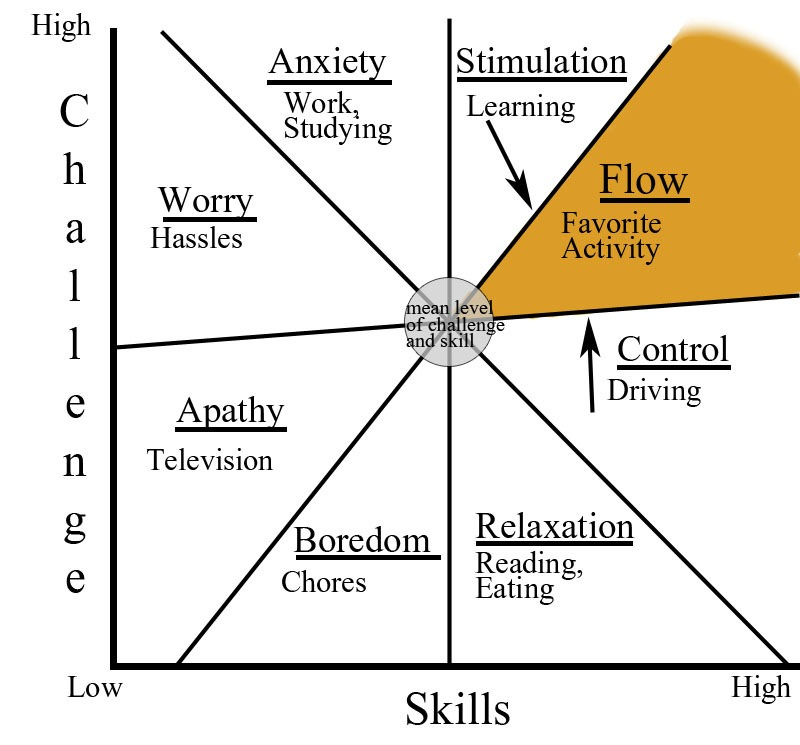 High
Challenge
Anxiety
Work,
Studying
Stimulation
Learning
Worry
Hassles
Flow
Favorite
Activity
mean level
of challenge
and skill
Control
Driving
Apathy
Television
Boredom
Chores
Relaxation
Reading,
Eating
Low
High
Skills